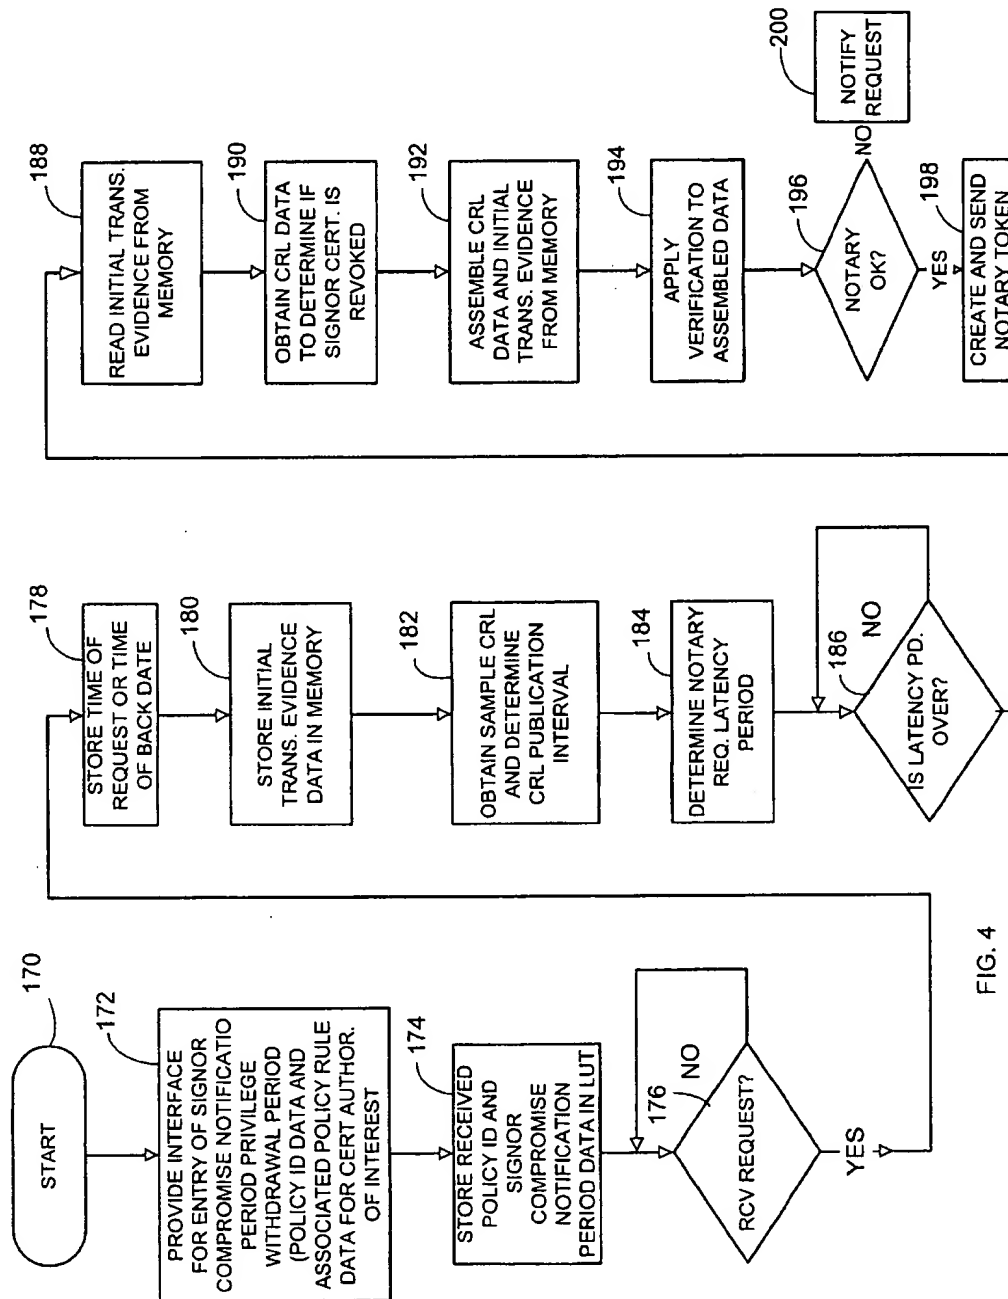 START
170
PROVIDE INTERFACE
FOR ENTRY OF SIGNOR
COMPROMISE NOTIFICATIO
PERIOD PRIVILEGE
WITHDRAWAL PERIOD
(POLICY ID DATA AND
ASSOCIATED POLICY RULE
DATA FOR CERT AUTHOR.
OF INTEREST
172
STORE RECEIVED
POLICY ID AND
SIGNOR
COMPROMISE
NOTIFICATION
PERIOD DATA IN LUT
174
RCV REQUEST?
176
NO
YES
STORE TIME OF
REQUEST OR TIME
OF BACK DATE
178
STORE INITIAL
TRANS. EVIDENCE
DATA IN MEMORY
180
OBTAIN SAMPLE CRL
AND DETERMINE
CRL PUBLICATION
INTERVAL
182
DETERMINE NOTARY
REQ. LATENCY
PERIOD
184
IS LATENCY PD.
OVER?
186
NO
READ INITIAL TRANS.
EVIDENCE FROM
MEMORY
188
OBTAIN CRL DATA
TO DETERMINE IF
SIGNOR CERT. IS
REVOKED
190
ASSEMBLE CRL
DATA AND INITIAL
TRANS. EVIDENCE
FROM MEMORY
192
APPLY
VERIFICATION TO
ASSEMBLED DATA
194
NOTARY
OK?
196
NO
YES
NOTIFY
REQUEST
200
CREATE AND SEND
NOTARY TOKEN
198
FIG. 4